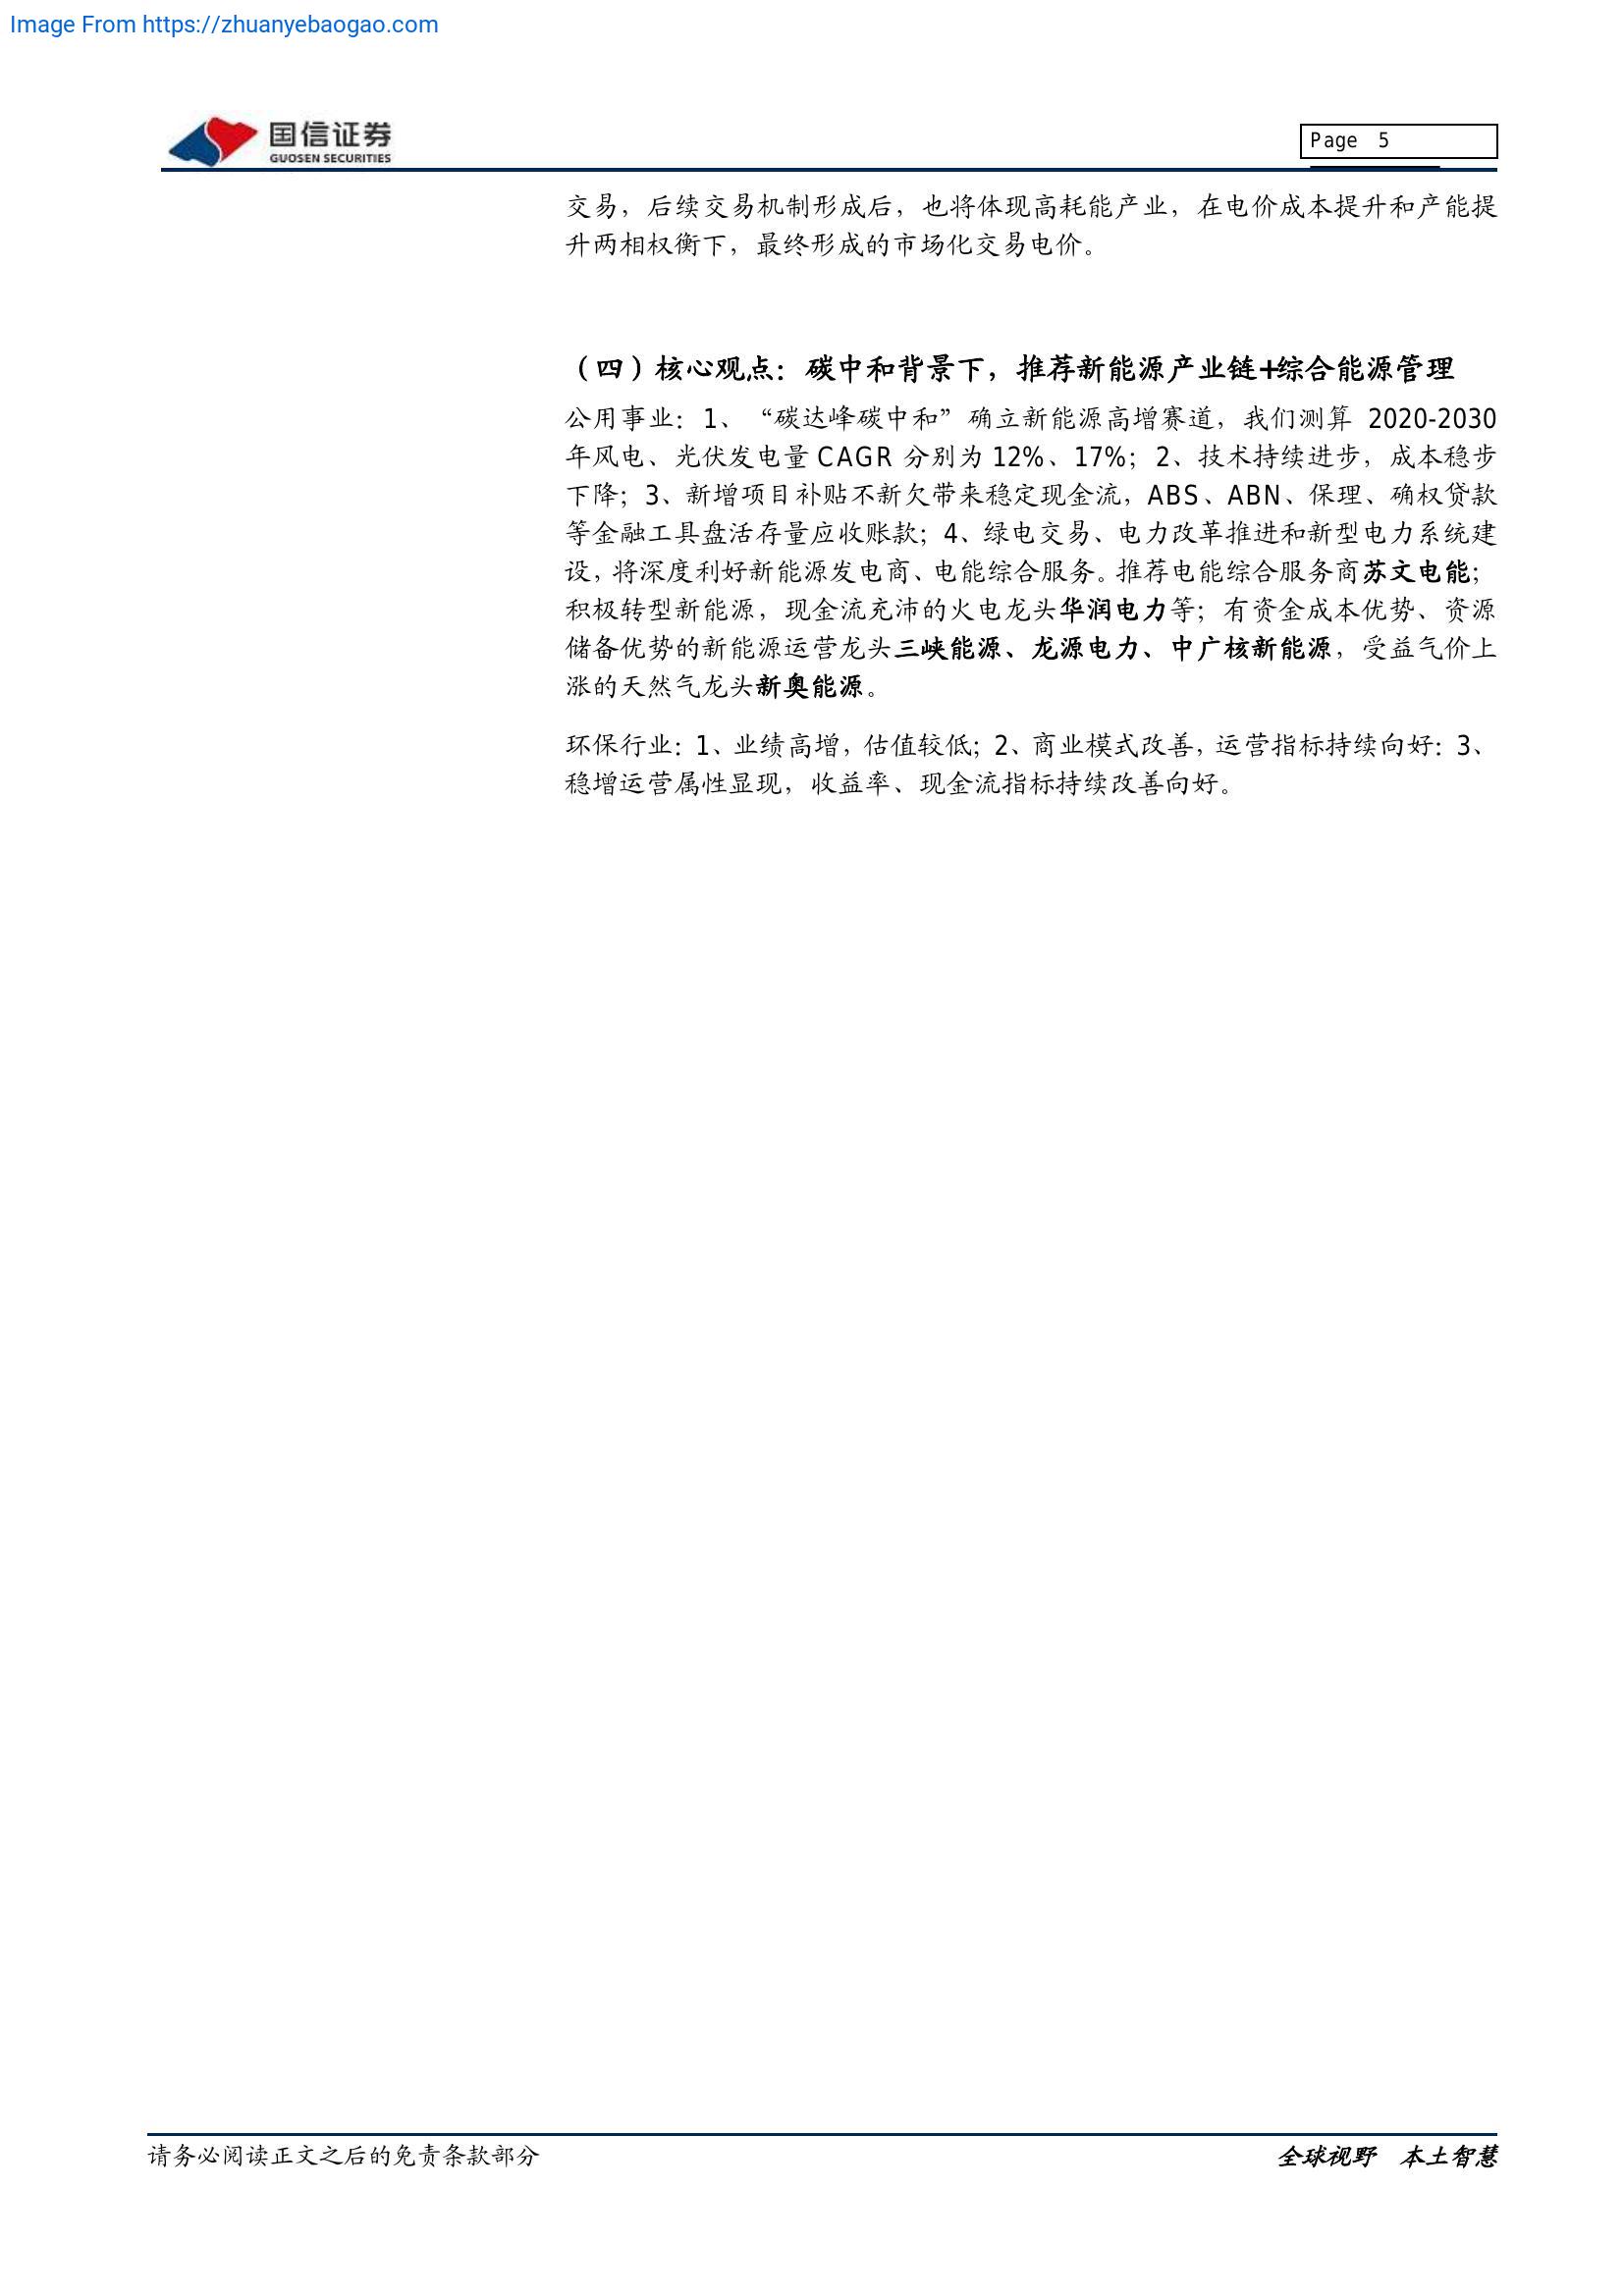 Image From https://zhuanyebaogao.com
国信证券
GUOSEN SECURITIES
Page 5
交易，后续交易机制形成后，也将体现高耗能产业，在电价成本提升和产能提
升两相权衡下，最终形成的市场化交易电价。
（四）核心观点：碳中和背景下，推荐新能源产业链+综合能源管理
公用事业：1、“碳达峰碳中和”确立新能源高增赛道，我们测算 2020-2030
年风电、光伏发电量 CAGR 分别为 12%、17%；2、技术持续进步，成本稳步
下降；3、新增项目补贴不新欠带来稳定现金流，ABS、ABN、保理、确权贷款
等金融工具盘活存量应收账款；4、绿电交易、电力改革推进和新型电力系统建
设，将深度利好新能源发电商、电能综合服务。推荐电能综合服务商苏文电能；
积极转型新能源，现金流充沛的火电龙头华润电力等；有资金成本优势、资源
储备优势的新能源运营龙头三峡能源、龙源电力、中广核新能源，受益气价上
涨的天然气龙头新奥能源。
环保行业：1、业绩高增，估值较低；2、商业模式改善，运营指标持续向好：3、
稳增运营属性显现，收益率、现金流指标持续改善向好。
请务必阅读正文之后的免责条款部分
全球视野 本土智慧